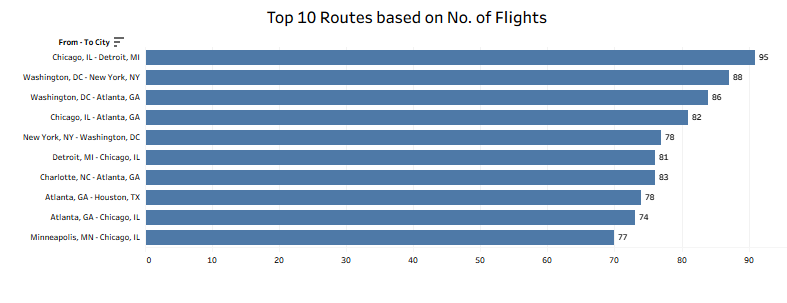 Top 10 Routes based on No. of Flights
From - To City
Chicago, IL - Detroit, MI 95
Washington, DC - New York, NY 88
Washington, DC - Atlanta, GA 86
Chicago, IL - Atlanta, GA 82
New York, NY - Washington, DC 78
Detroit, MI - Chicago, IL 81
Charlotte, NC - Atlanta, GA 83
Atlanta, GA - Houston, TX 78
Atlanta, GA - Chicago, IL 74
Minneapolis, MN - Chicago, IL 77
0 10 20 30 40 50 60 70 80 90